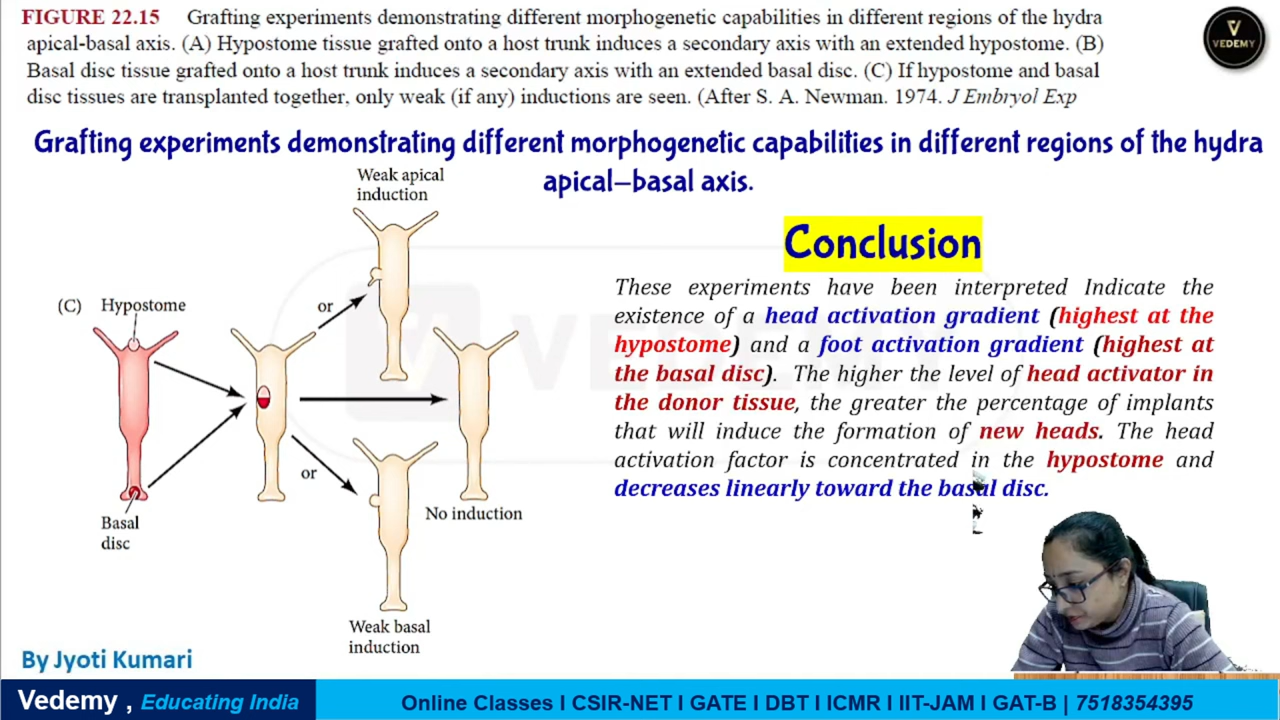 FIGURE 22.15 Grafting experiments demonstrating different morphogenetic capabilities in different regions of the hydra
apical-basal axis. (A) Hypostome tissue grafted onto a host trunk induces a secondary axis with an extended hypostome. (B)
Basal disc tissue grafted onto a host trunk induces a secondary axis with an extended basal disc. (C) If hypostome and basal
disc tissues are transplanted together, only weak (if any) inductions are seen. (After S. A. Newman. 1974. J Embryol Exp
V
VEDEMY
Grafting experiments demonstrating different morphogenetic capabilities in different regions of the hydra
apical–basal axis.
Weak apical
induction
(C) Hypostome
or
or
Basal
disc
No induction
Weak basal
induction
VEDEMY
Conclusion
These experiments have been interpreted Indicate the
existence of a head activation gradient (highest at the
hypostome) and a foot activation gradient (highest at
the basal disc). The higher the level of head activator in
the donor tissue, the greater the percentage of implants
that will induce the formation of new heads. The head
activation factor is concentrated in the hypostome and
decreases linearly toward the basal disc.
By Jyoti Kumari
Vedemy , Educating India
Online Classes I CSIR-NET I GATE I DBT I ICMR I IIT-JAM I GAT-B | 7518354395